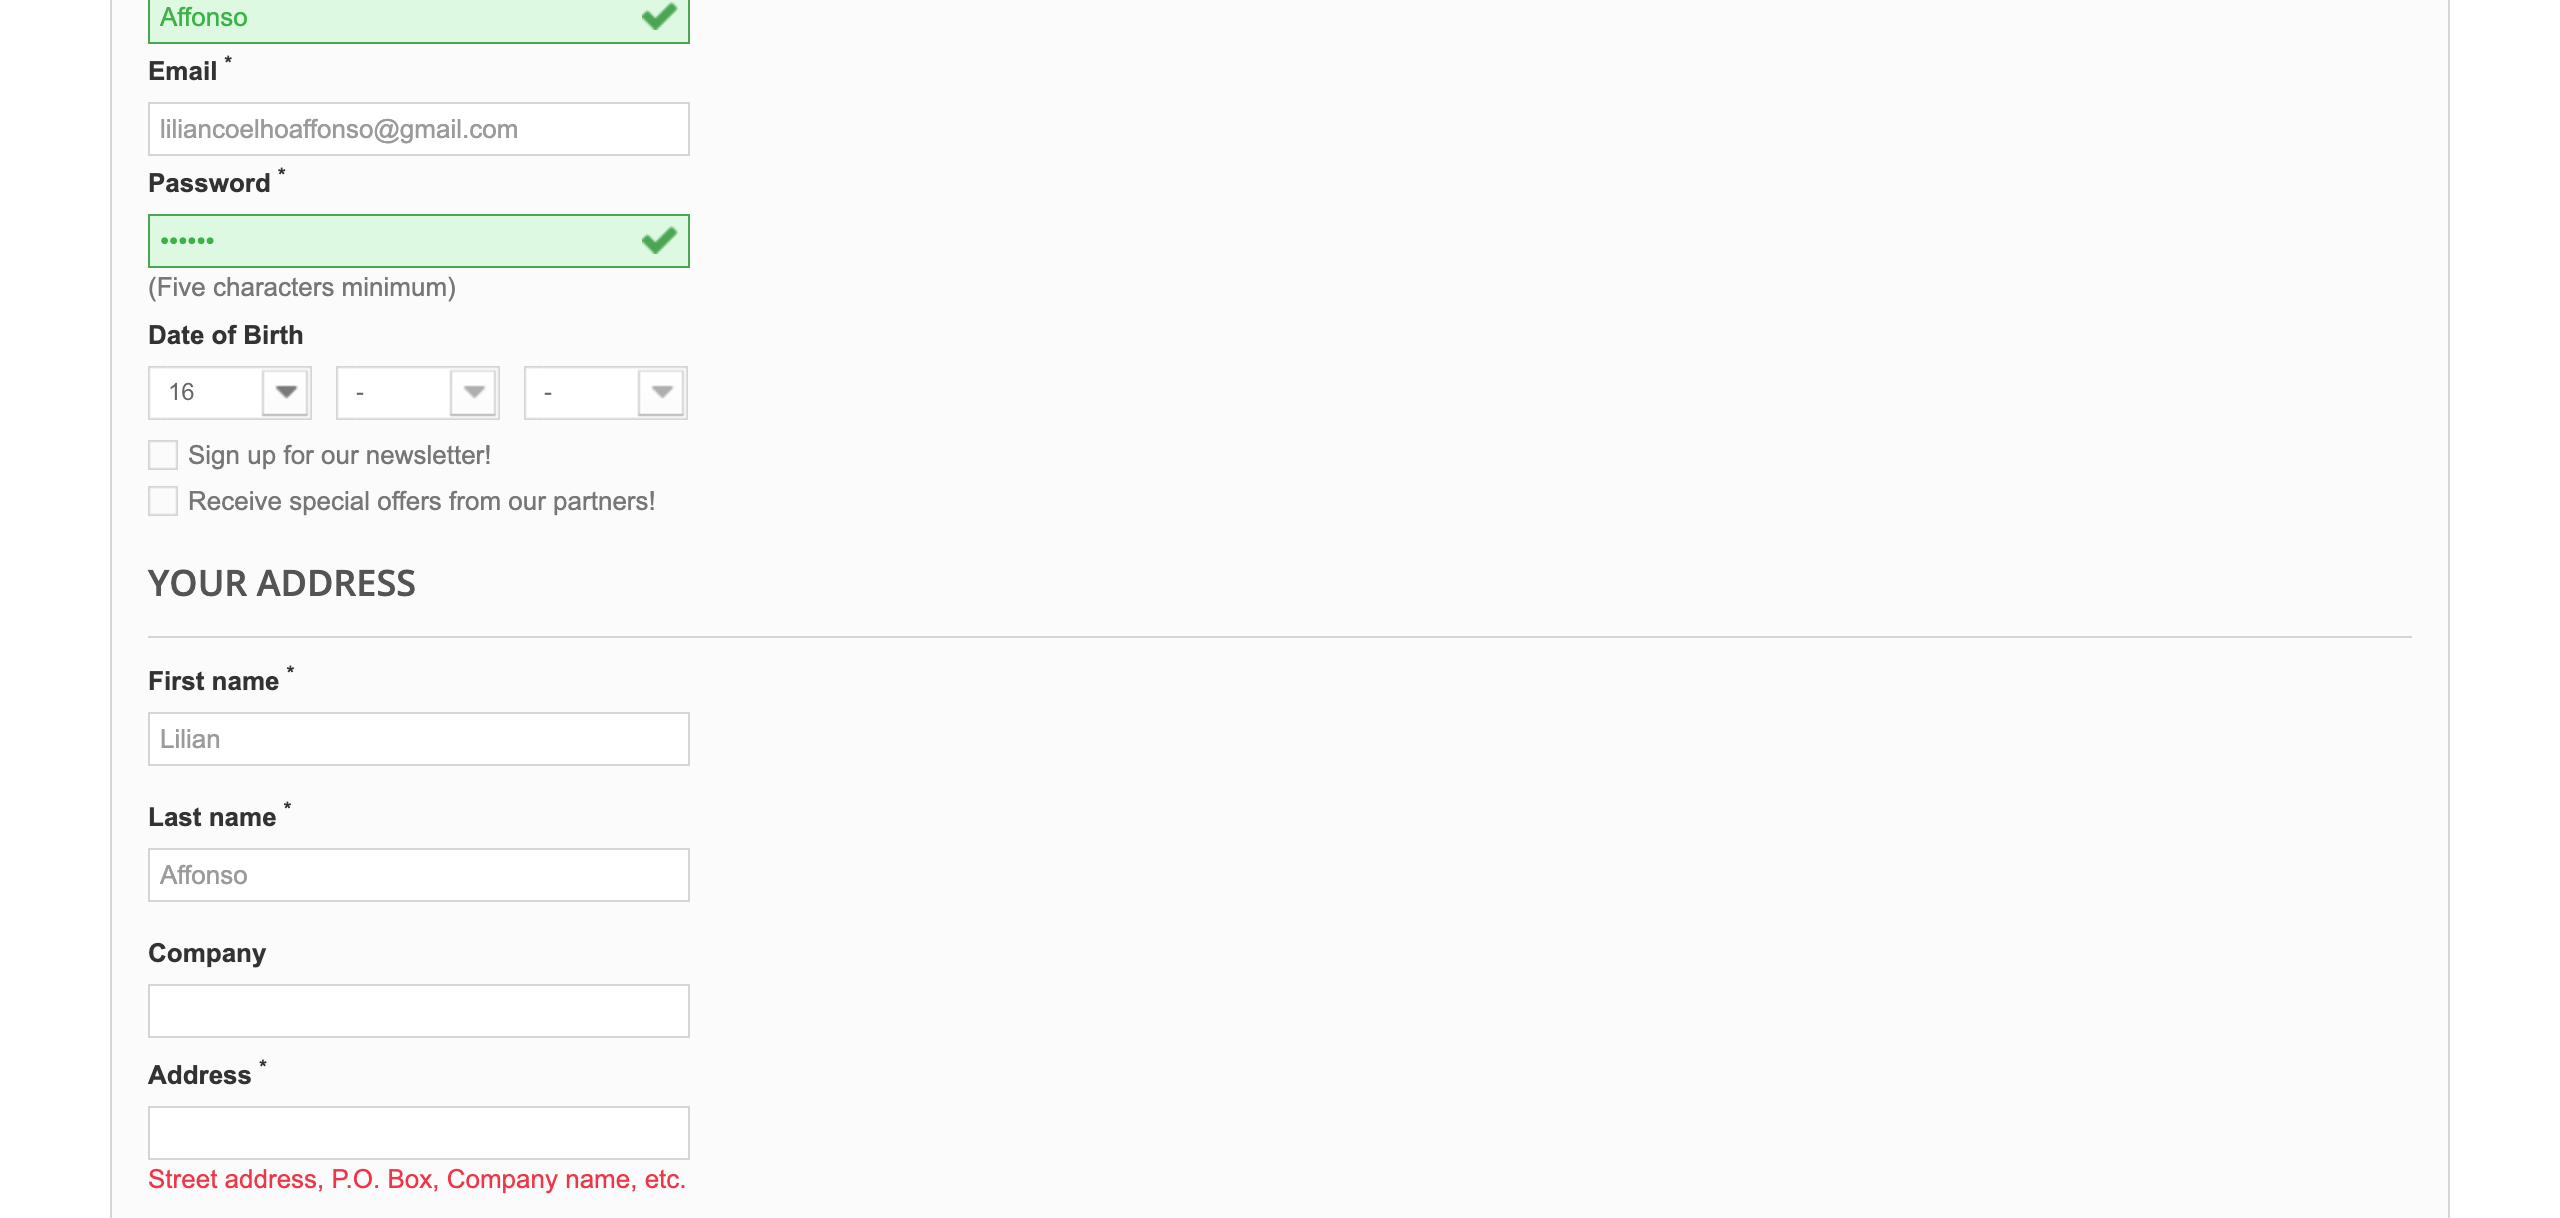 Affonso
Email *
liliancoelhoaffonso@gmail.com
Password *
••••••
(Five characters minimum)
Date of Birth
16 - -
Sign up for our newsletter!
Receive special offers from our partners!
YOUR ADDRESS
First name *
Lilian
Last name *
Affonso
Company
Address *
Street address, P.O. Box, Company name, etc.